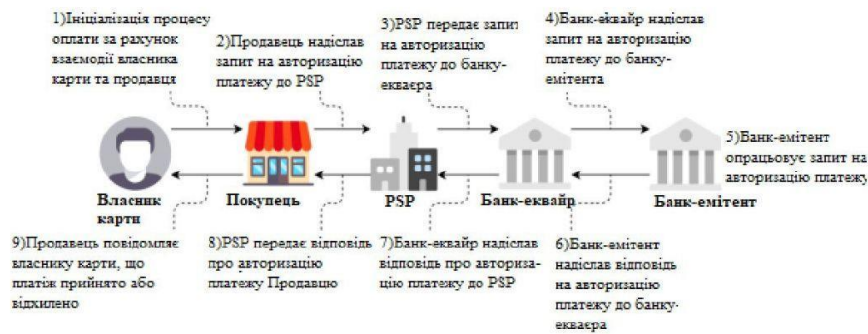 1)Ініціалізація процесу
оплати за рахунок
взаємодії власника
карти та продавця
2)Продавець надіслав
запит на авторизацію
платежу до PSP
3)PSP передає запит
на авторизацію
платежу до банку-
екваєра
4)Банк-еквайр надіслав
запит на авторизацію
платежу до банку-
емітента
5)Банк-емітент
опрацьовує запит на
авторизацію платежу
Власник
карти
Покупець
PSP
Банк-еквайр
Банк-емітент
9)Продавець повідомляє
власнику карти, що
платіж прийнято або
відхилено
8)PSP передає відповідь
про авторизацію
платежу Продавцю
7)Банк-еквайр надіслав
відповідь про авториза-
цію платежу до PSP
6)Банк-емітент
надіслав відповідь
на авторизацію
платежу до банку-
екваєра